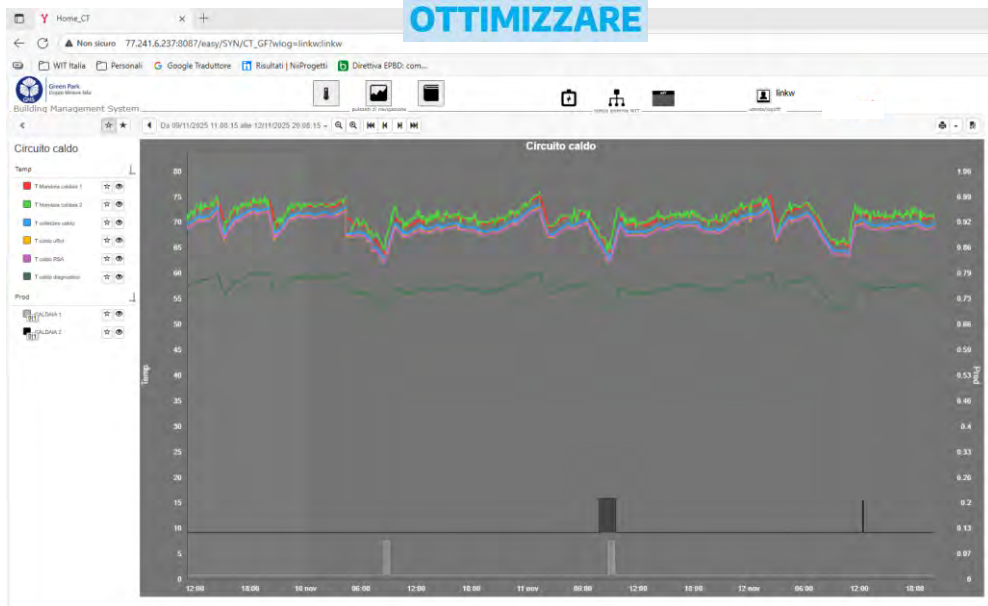 OTTIMIZZARE
Home_CT
Non sicuro 77.241.6.237:8087/easy/SYN/CT_GF?wlog=linkw:linkw
WIT Italia Personali Google Traduttore Risultati | NiiProgetti Direttiva EPBD: com...
Green Park
Building Management System
pulsanti di navigazione
linkw
Da 09/11/2025 11.00.15 alle 12/11/2025 20.00.15
Circuito caldo
Circuito caldo
Temp
T Mandata caldaia 1
T Mandata caldaia 2
T collettore caldo
T caldo uffici
T caldo RSA
T caldo diagnostico
Prod
CALDAIA 1
CALDAIA 2
80
75
70
65
60
55
50
45
40
35
30
25
20
15
10
5
0
Temp
0.99
0.92
0.86
0.79
0.73
0.66
0.59
0.53
0.46
0.4
0.33
0.26
0.2
0.13
0.07
0
Prod
12:00 18:00 10 nov 06:00 12:00 18:00 11 nov 06:00 12:00 18:00 12 nov 06:00 12:00 18:00